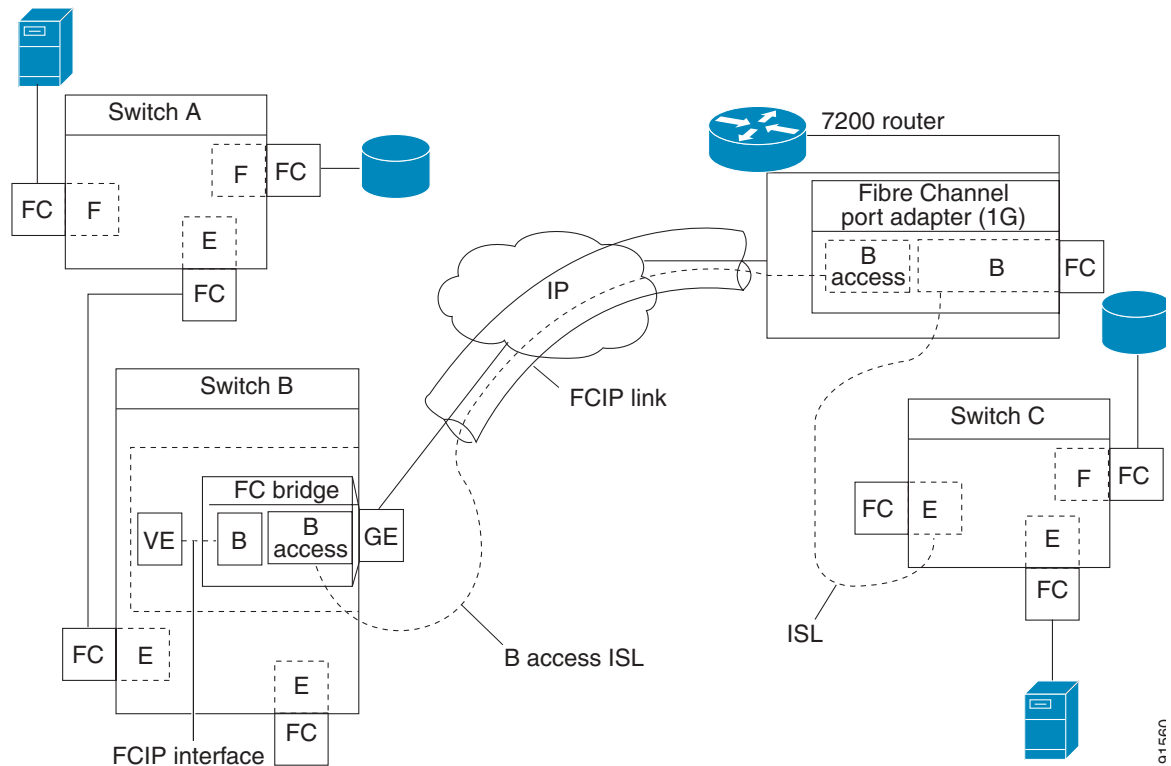 Switch A
F
FC
FC
F
E
FC
7200 router
Fibre Channel
port adapter (1G)
B
access
B
FC
IP
FCIP link
Switch B
FC bridge
VE
B
B
access
GE
FC
E
E
FC
B access ISL
FCIP interface
Switch C
F
FC
FC
E
E
FC
ISL
91560